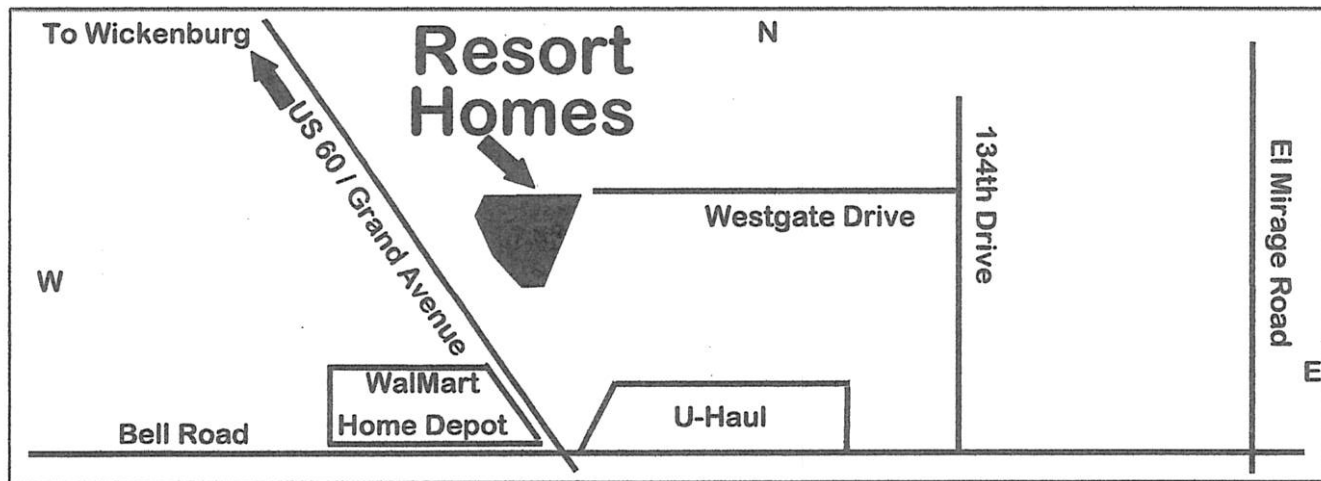 To Wickenburg
N
Resort
Homes
US 60 / Grand Avenue
134th Drive
El Mirage Road
Westgate Drive
W
E
WalMart
Home Depot
U-Haul
Bell Road